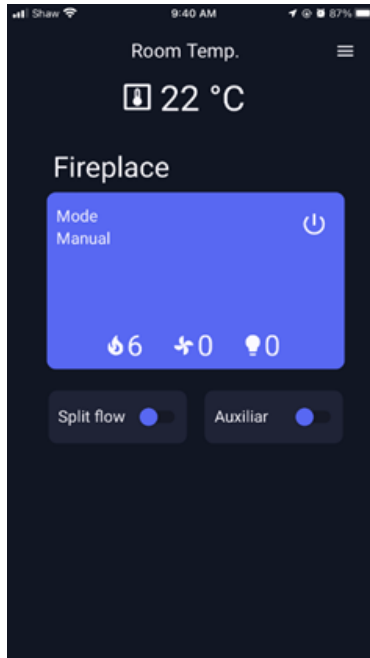 Shaw 9:40 AM 87%
Room Temp.
22 °C
Fireplace
Mode
Manual
6 0 0
Split flow Auxiliar